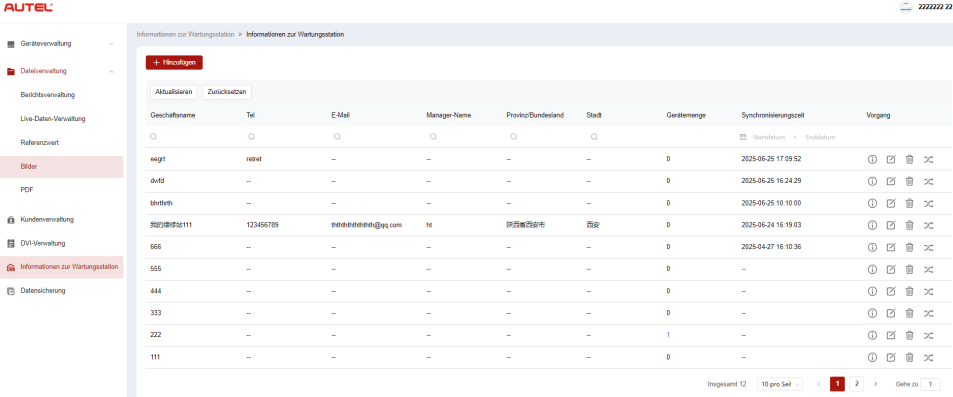 AUTEL
2222222 22
Informationen zur Wartungsstation > Informationen zur Wartungsstation
Geräteverwaltung
Dateiverwaltung
Berichtsverwaltung
Live-Daten-Verwaltung
Referenzwert
Bilder
PDF
Kundenverwaltung
DVI-Verwaltung
Informationen zur Wartungsstation
Datensicherung
+ Hinzufügen
Aktualisieren Zurücksetzen
Geschäftsname Tel E-Mail Manager-Name Provinz/Bundesland Stadt Gerätemenge Synchronisierungszeit Vorgang
Startdatum - Enddatum
eegrt retret -- -- -- -- 0 2025-06-25 17:09:52
dwfd -- -- -- -- -- 0 2025-06-25 16:24:29
bhrthrth -- -- -- -- -- 0 2025-06-25 10:10:00
我的维修站111 123456789 thththththththth@qq.com ht 陕西省西安市 西安 0 2025-06-24 16:19:03
666 -- -- -- -- -- 0 2025-04-27 16:10:36
555 -- -- -- -- -- 0 --
444 -- -- -- -- -- 0 --
333 -- -- -- -- -- 0 --
222 -- -- -- -- -- 1 --
111 -- -- -- -- -- 0 --
Insgesamt 12 10 pro Seit < 1 2 > Gehe zu 1